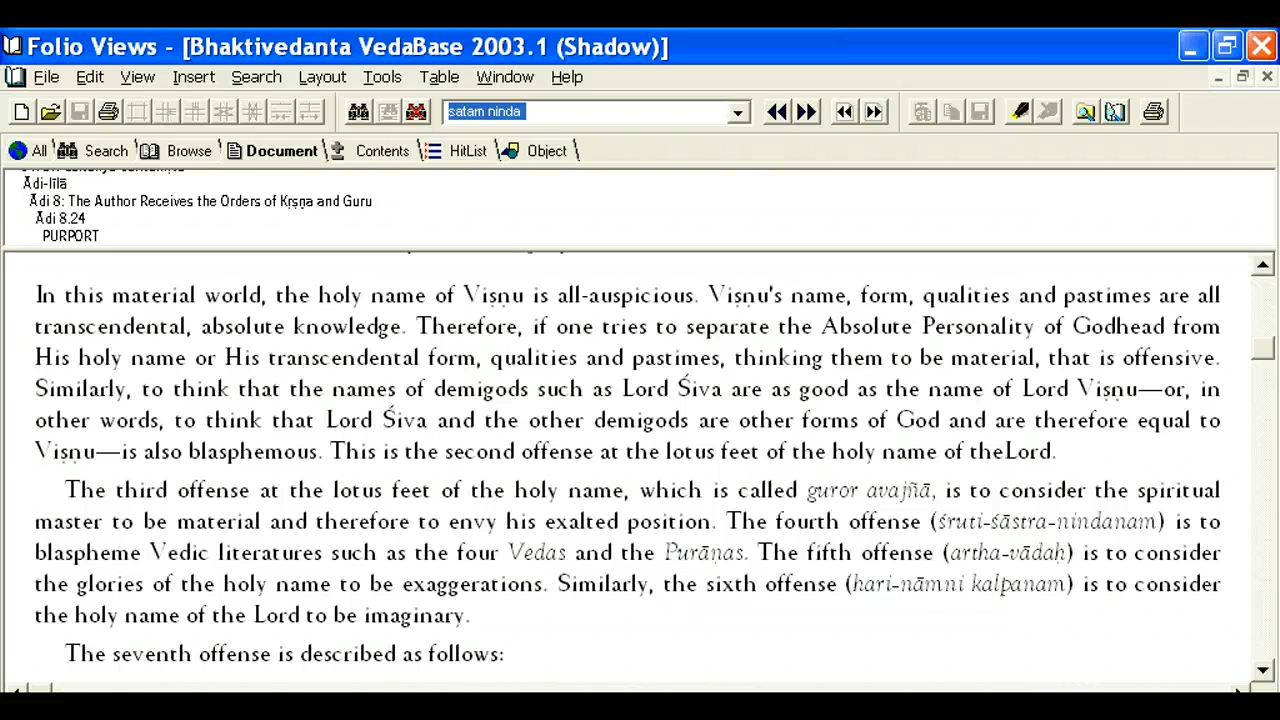 Folio Views - [Bhaktivedanta VedaBase 2003.1 (Shadow)]
File Edit View Insert Search Layout Tools Table Window Help
satam ninda
All Search Browse Document Contents HitList Object
Ādi-līlā
Ādi 8: The Author Receives the Orders of Kṛṣṇa and Guru
Ādi 8.24
PURPORT
In this material world, the holy name of Viṣṇu is all-auspicious. Viṣṇu's name, form, qualities and pastimes are all
transcendental, absolute knowledge. Therefore, if one tries to separate the Absolute Personality of Godhead from
His holy name or His transcendental form, qualities and pastimes, thinking them to be material, that is offensive.
Similarly, to think that the names of demigods such as Lord Śiva are as good as the name of Lord Viṣṇu—or, in
other words, to think that Lord Śiva and the other demigods are other forms of God and are therefore equal to
Viṣṇu—is also blasphemous. This is the second offense at the lotus feet of the holy name of theLord.
The third offense at the lotus feet of the holy name, which is called guror avajñā, is to consider the spiritual
master to be material and therefore to envy his exalted position. The fourth offense (śruti-śāstra-nindanam) is to
blaspheme Vedic literatures such as the four Vedas and the Purāṇas. The fifth offense (artha-vādaḥ) is to consider
the glories of the holy name to be exaggerations. Similarly, the sixth offense (hari-nāmni kalpanam) is to consider
the holy name of the Lord to be imaginary.
The seventh offense is described as follows: